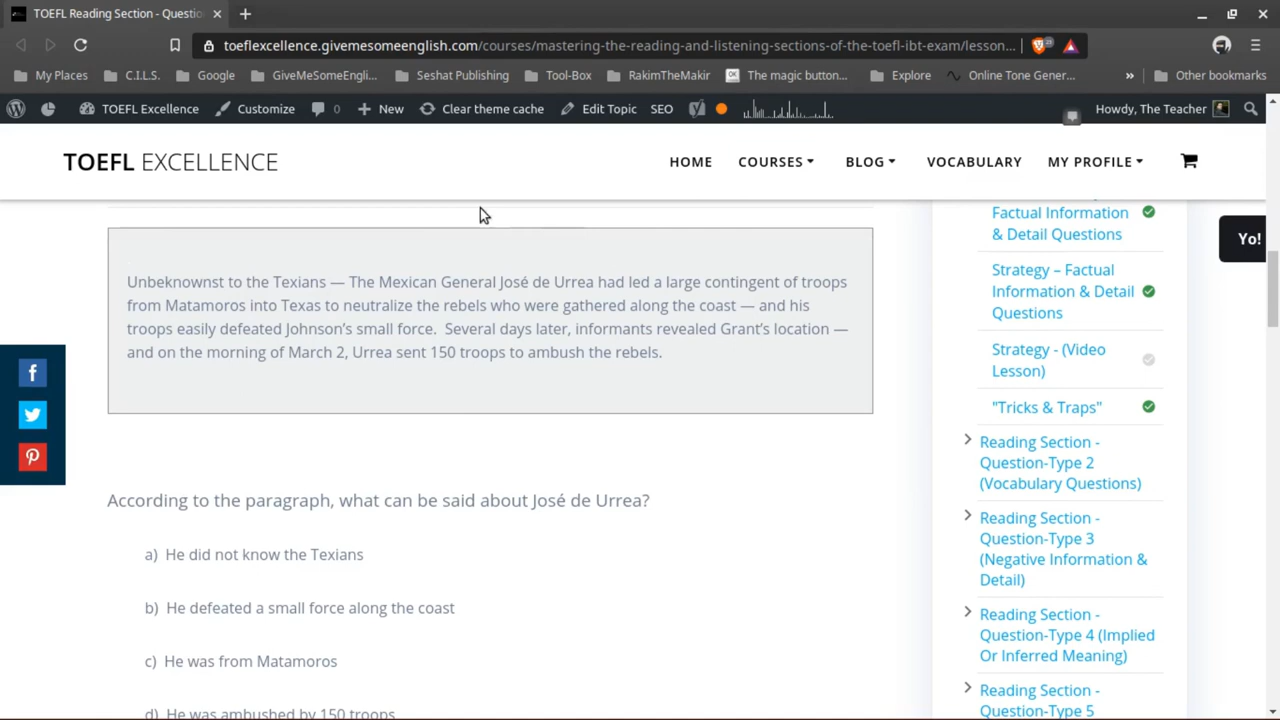 TOEFL Reading Section - Questio
toeflexcellence.givemesomeenglish.com/courses/mastering-the-reading-and-listening-sections-of-the-toefl-ibt-exam/lesson...
My Places C.I.L.S. Google GiveMeSomeEngli... Seshat Publishing Tool-Box RakimTheMakir OK The magic button... Explore Online Tone Gener... » Other bookmarks
TOEFL Excellence Customize 0 New Clear theme cache Edit Topic SEO Howdy, The Teacher
TOEFL EXCELLENCE HOME COURSES BLOG VOCABULARY MY PROFILE
Unbeknownst to the Texians — The Mexican General José de Urrea had led a large contingent of troops
from Matamoros into Texas to neutralize the rebels who were gathered along the coast — and his
troops easily defeated Johnson's small force. Several days later, informants revealed Grant's location —
and on the morning of March 2, Urrea sent 150 troops to ambush the rebels.
According to the paragraph, what can be said about José de Urrea?
a) He did not know the Texians
b) He defeated a small force along the coast
c) He was from Matamoros
d) He was ambushed by 150 troops
Factual Information
& Detail Questions
Strategy – Factual
Information & Detail
Questions
Strategy - (Video
Lesson)
"Tricks & Traps"
Reading Section -
Question-Type 2
(Vocabulary Questions)
Reading Section -
Question-Type 3
(Negative Information &
Detail)
Reading Section -
Question-Type 4 (Implied
Or Inferred Meaning)
Reading Section -
Question-Type 5
Yo!